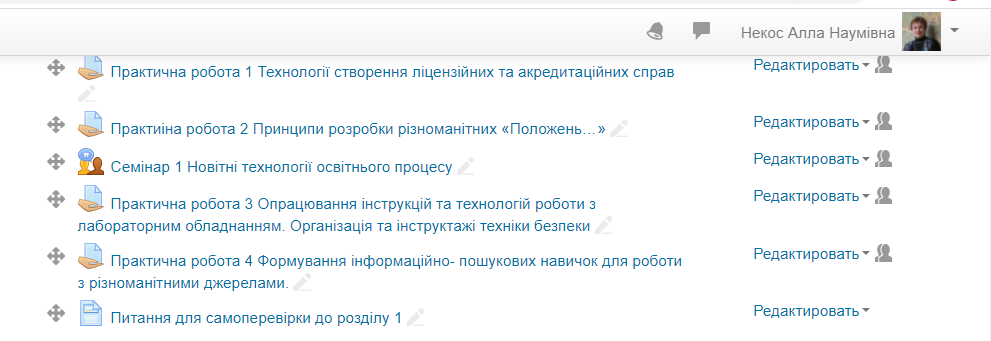 Некос Алла Наумівна
Практична робота 1 Технології створення ліцензійних та акредитаційних справ
Редактировать
Практиіна робота 2 Принципи розробки різноманітних «Положень...»
Редактировать
Семінар 1 Новітні технології освітнього процесу
Редактировать
Практична робота 3 Опрацювання інструкцій та технологій роботи з
лабораторним обладнанням. Організація та інструктажі техніки безпеки
Редактировать
Практична робота 4 Формування інформаційно- пошукових навичок для роботи
з різноманітними джерелами.
Редактировать
Питання для самоперевірки до розділу 1
Редактировать